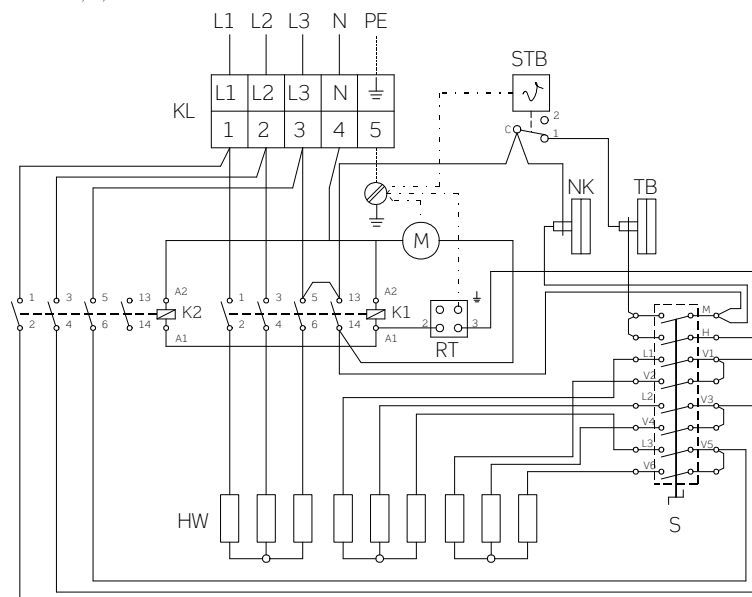 L1 L2 L3 N PE
STB
KL
L1 L2 L3 N
1 2 3 4 5
C
2
1
NK TB
M
1 3 5 13 A2
K2
2 4 6 14 A1
1 3 5 13 A2
K1
2 4 6 14 A1
2 3
RT
M
H
L1 V1
V2
L2 V3
V4
L3 V5
V6
S
HW